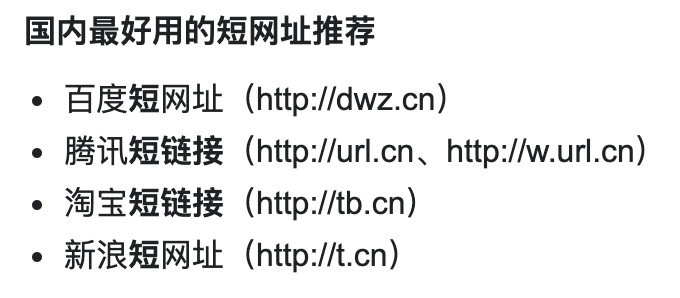 国内最好用的短网址推荐
• 百度短网址（http://dwz.cn）
• 腾讯短链接（http://url.cn、http://w.url.cn）
• 淘宝短链接（http://tb.cn）
• 新浪短网址（http://t.cn）